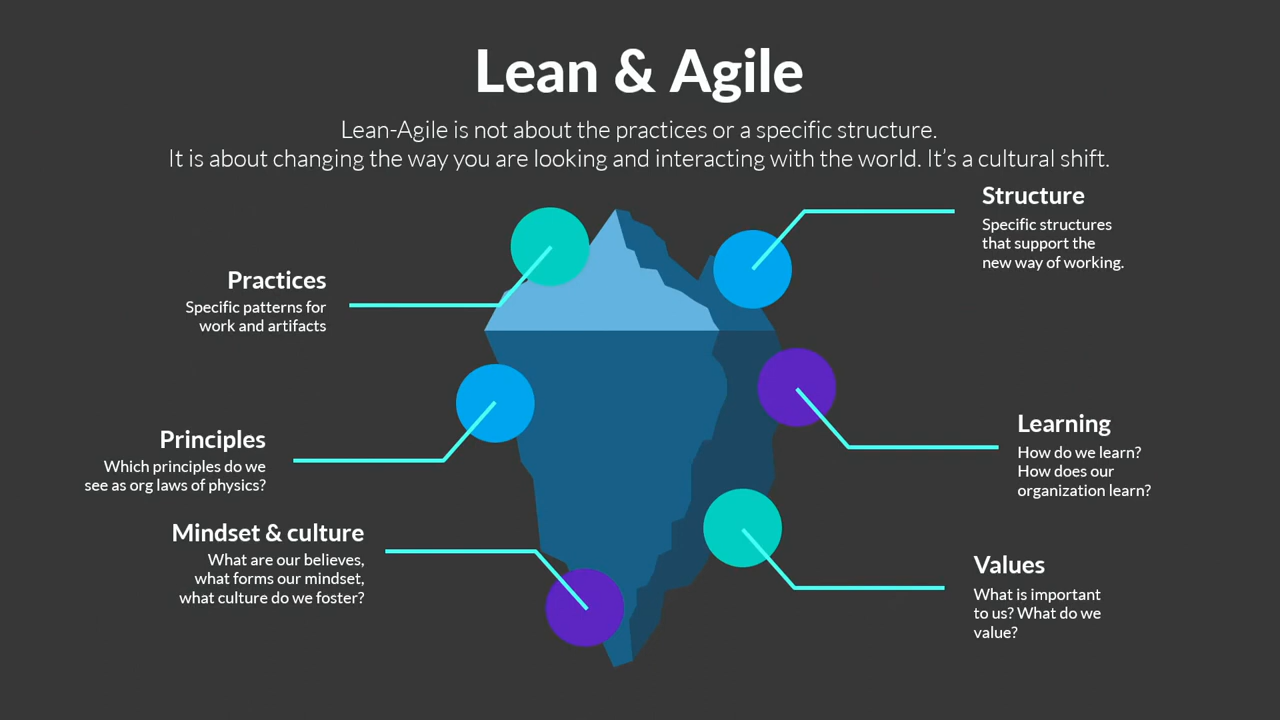 Lean & Agile
Lean-Agile is not about the practices or a specific structure.
It is about changing the way you are looking and interacting with the world. It's a cultural shift.
Structure
Specific structures
that support the
new way of working.
Practices
Specific patterns for
work and artifacts
Principles
Which principles do we
see as org laws of physics?
Learning
How do we learn?
How does our
organization learn?
Mindset & culture
What are our believes,
what forms our mindset,
what culture do we foster?
Values
What is important
to us? What do we
value?